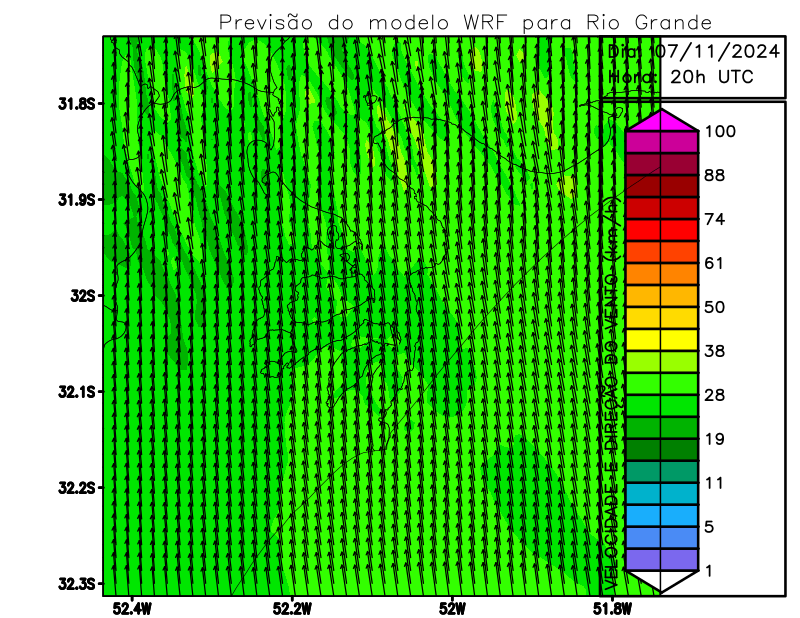 Previsão do modelo WRF para Rio Grande
Dia: 07/11/2024
Hora: 20h UTC
31.8S
31.9S
32S
32.1S
32.2S
32.3S
52.4W
52.2W
52W
51.8W
VELOCIDADE E DIREÇÃO DO VENTO (km/h)
100
88
74
61
50
38
28
19
11
5
1